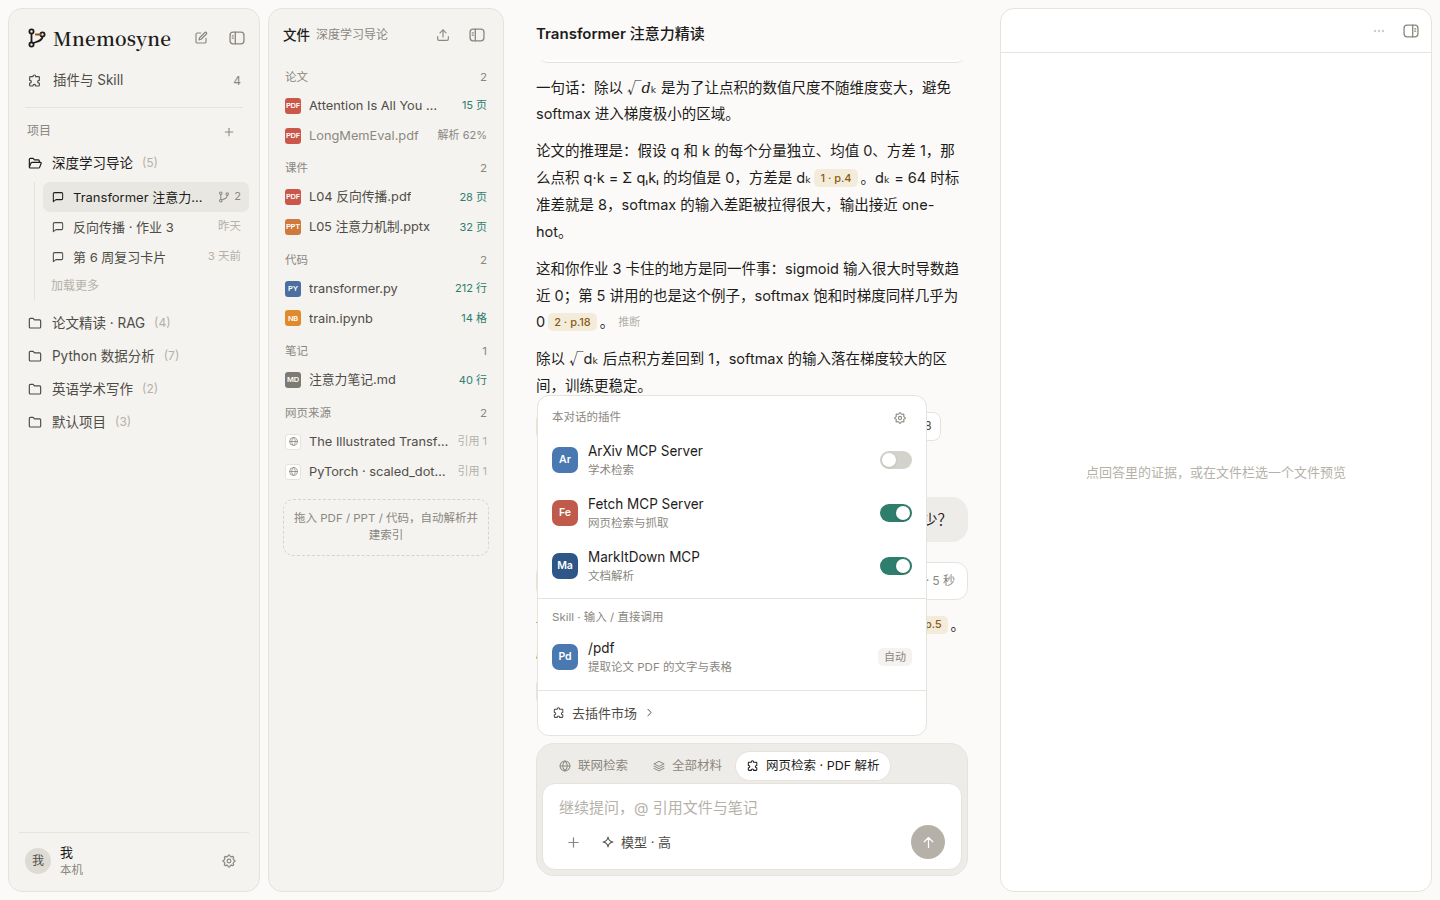 Mnemosyne
插件与 Skill 4
项目
深度学习导论 (5)
Transformer 注意力... 2
反向传播 · 作业 3 昨天
第 6 周复习卡片 3 天前
加载更多
论文精读 · RAG (4)
Python 数据分析 (7)
英语学术写作 (2)
默认项目 (3)
我 我
本机
文件 深度学习导论
论文 2
PDF Attention Is All You ... 15 页
PDF LongMemEval.pdf 解析 62%
课件 2
PDF L04 反向传播.pdf 28 页
PPT L05 注意力机制.pptx 32 页
代码 2
PY transformer.py 212 行
NB train.ipynb 14 格
笔记 1
MD 注意力笔记.md 40 行
网页来源 2
The Illustrated Transf... 引用 1
PyTorch · scaled_dot... 引用 1
拖入 PDF / PPT / 代码，自动解析并
建索引
Transformer 注意力精读
一句话：除以 √dₖ 是为了让点积的数值尺度不随维度变大，避免
softmax 进入梯度极小的区域。
论文的推理是：假设 q 和 k 的每个分量独立、均值 0、方差 1，那
么点积 q·k = Σ qᵢkᵢ 的均值是 0，方差是 dₖ 1 · p.4 。dₖ = 64 时标
准差就是 8，softmax 的输入差距被拉得很大，输出接近 one-
hot。
这和你作业 3 卡住的地方是同一件事：sigmoid 输入很大时导数趋
近 0；第 5 讲用的也是这个例子，softmax 饱和时梯度同样几乎为
0 2 · p.18 。 推断
除以 √dₖ 后点积方差回到 1，softmax 的输入落在梯度较大的区
间，训练更稳定。
本对话的插件
Ar ArXiv MCP Server
学术检索
Fe Fetch MCP Server
网页检索与抓取
少？
Ma MarkItDown MCP
文档解析
· 5 秒
Skill · 输入 / 直接调用
p.5 。
Pd /pdf
提取论文 PDF 的文字与表格
自动
去插件市场
联网检索 全部材料 网页检索 · PDF 解析
继续提问，@ 引用文件与笔记
模型 · 高
点回答里的证据，或在文件栏选一个文件预览